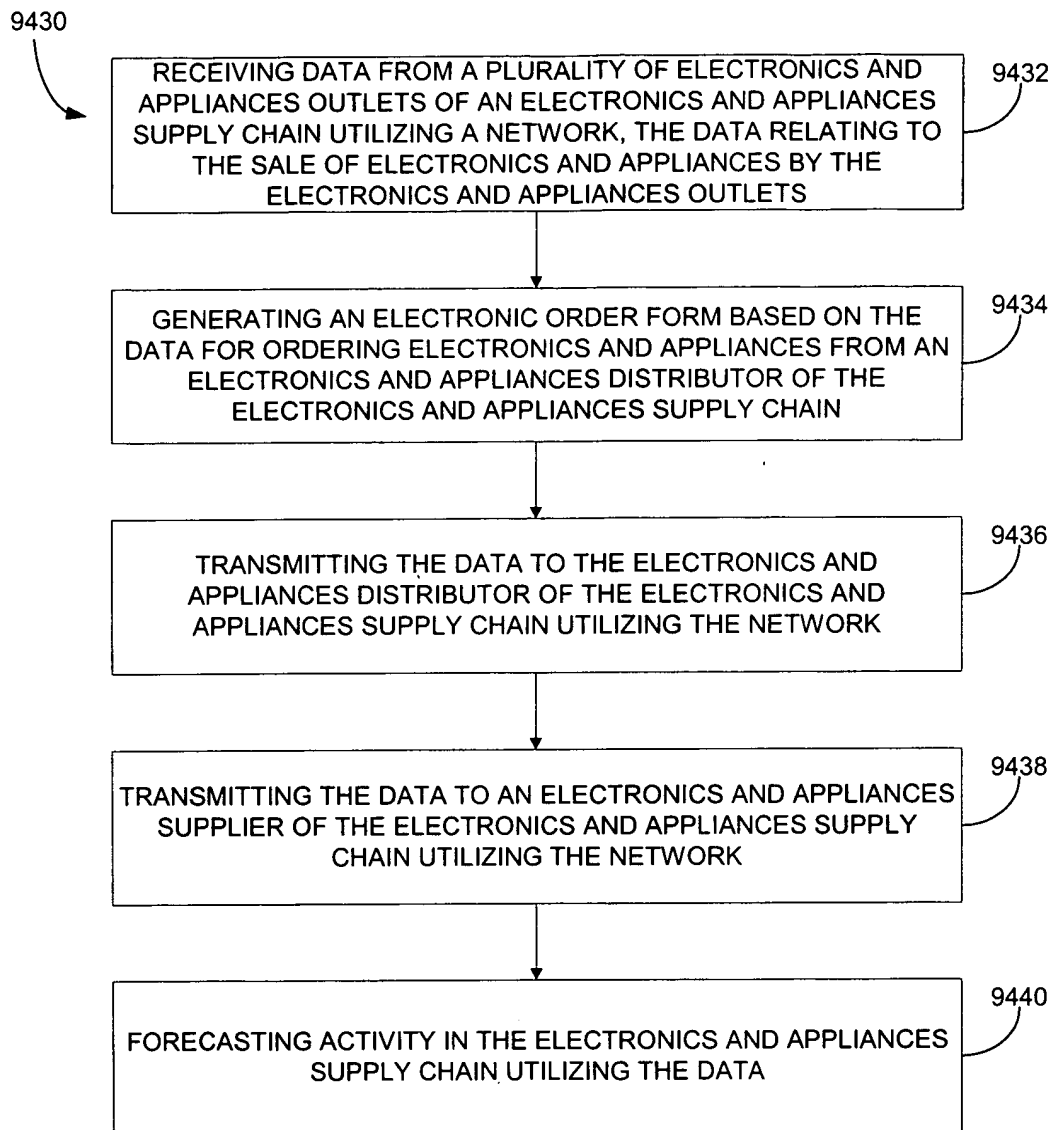 9430
RECEIVING DATA FROM A PLURALITY OF ELECTRONICS AND
APPLIANCES OUTLETS OF AN ELECTRONICS AND APPLIANCES
SUPPLY CHAIN UTILIZING A NETWORK, THE DATA RELATING TO
THE SALE OF ELECTRONICS AND APPLIANCES BY THE
ELECTRONICS AND APPLIANCES OUTLETS
9432
GENERATING AN ELECTRONIC ORDER FORM BASED ON THE
DATA FOR ORDERING ELECTRONICS AND APPLIANCES FROM AN
ELECTRONICS AND APPLIANCES DISTRIBUTOR OF THE
ELECTRONICS AND APPLIANCES SUPPLY CHAIN
9434
TRANSMITTING THE DATA TO THE ELECTRONICS AND
APPLIANCES DISTRIBUTOR OF THE ELECTRONICS AND
APPLIANCES SUPPLY CHAIN UTILIZING THE NETWORK
9436
TRANSMITTING THE DATA TO AN ELECTRONICS AND APPLIANCES
SUPPLIER OF THE ELECTRONICS AND APPLIANCES SUPPLY
CHAIN UTILIZING THE NETWORK
9438
FORECASTING ACTIVITY IN THE ELECTRONICS AND APPLIANCES
SUPPLY CHAIN UTILIZING THE DATA
9440